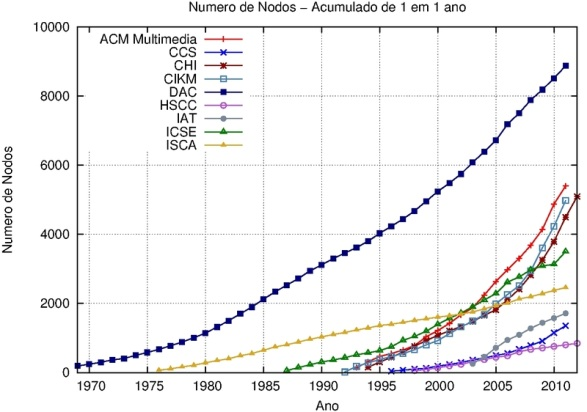 Numero de Nodos – Acumulado de 1 em 1 ano
10000
8000
6000
4000
2000
0
Numero de Nodos
ACM Multimedia
CCS
CHI
CIKM
DAC
HSCC
IAT
ICSE
ISCA
1970 1975 1980 1985 1990 1995 2000 2005 2010
Ano